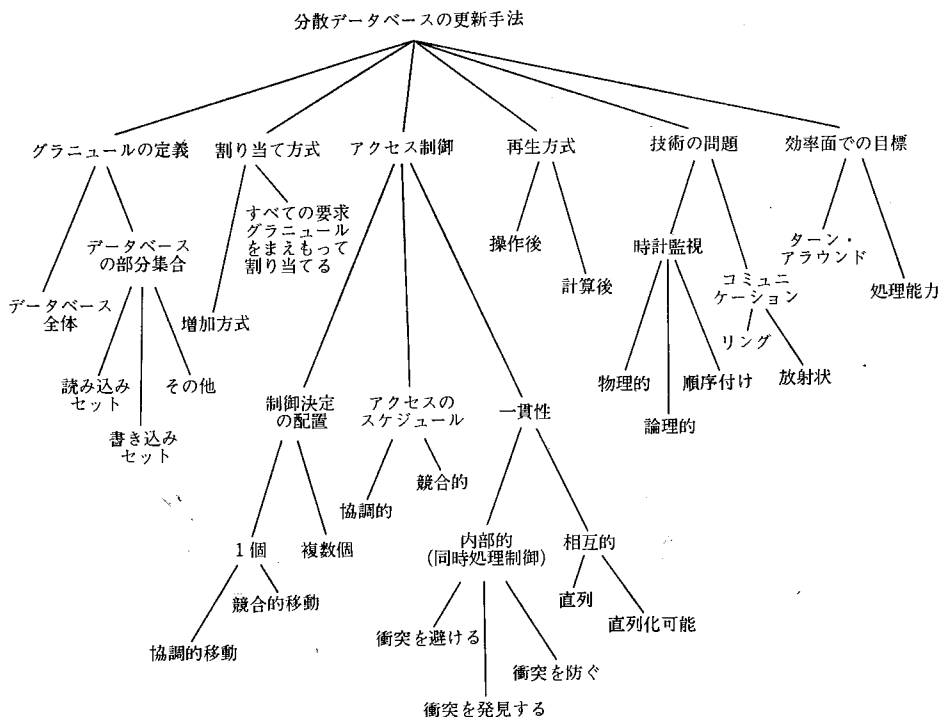 分散データベースの更新手法
グラニュールの定義
割り当て方式
アクセス制御
再生方式
技術の問題
効率面での目標
データベース
の部分集合
すべての要求
グラニュール
をまえもって
割り当てる
操作後
計算後
時計監視
コミュニ
ケーション
ターン・
アラウンド
処理能力
データベース
全体
増加方式
リング
放射状
読み込み
セット
書き込み
セット
その他
制御決定
の配置
アクセスの
スケジュール
一貫性
物理的
論理的
順序付け
協調的
競合的
1個
複数個
内部的
(同時処理制御)
相互的
競合的移動
協調的移動
直列
直列化可能
衝突を避ける
衝突を発見する
衝突を防ぐ